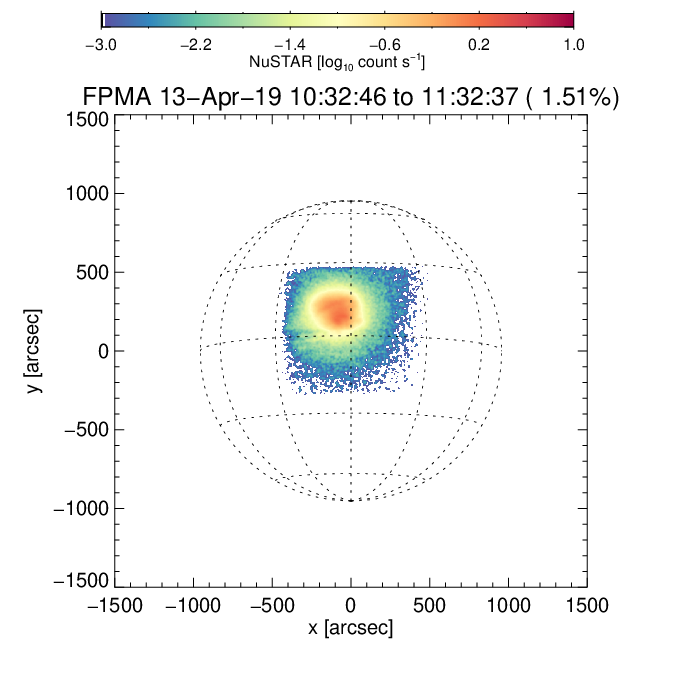 −3.0 −2.2 −1.4 −0.6 0.2 1.0
NuSTAR [log₁₀ count s⁻¹]
FPMA 13−Apr−19 10:32:46 to 11:32:37 ( 1.51%)
1500
1000
500
0
−500
−1000
−1500
y [arcsec]
−1500 −1000 −500 0 500 1000 1500
x [arcsec]